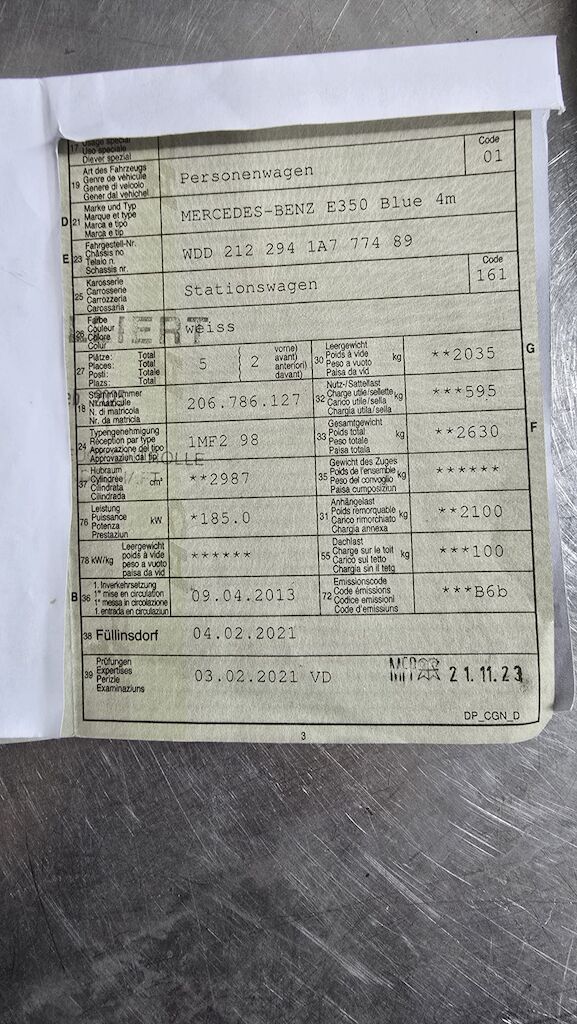 17 Usage spécial
Uso speciale
Diever spezial
19 Art des Fahrzeugs
Genre de véhicule
Genere di veicolo
Gener dal vehichel
Personenwagen
Code
01
D 21 Marke und Typ
Marque et type
Marca e tipo
Marca e tip
MERCEDES-BENZ E350 Blue 4m
E 23 Fahrgestell-Nr.
Châssis no
Telaio n.
Schassis nr.
WDD 212 294 1A7 774 89
25 Karosserie
Carrosserie
Carrozzeria
Carossaria
Stationswagen
Code
161
26 Farbe
Couleur
Colore
Colur
weiss
27 Plätze: Total
Places: Total
Posti: Totale
Plazs: Total
5 { 2 vorne)
avant)
anteriori)
davant)
30 Leergewicht
Poids à vide
Peso a vuoto
Paisa da vid
kg
**2035
G
18 Stammnummer
N° matricule
N. di matricola
Nr. da matricla
206.786.127
32 Nutz-/Sattellast
Charge utile/sellette
Carico utile/sella
Chargia utila/sella
kg
***595
24 Typengenehmigung
Réception par type
Approvazione del tipo
Approvaziun dal tip
1MF2 98
33 Gesamtgewicht
Poids total
Peso totale
Paisa totala
kg
**2630
F
37 Hubraum
Cylindrée
Cilindrata
Cilindrada
cm³
**2987
35 Gewicht des Zuges
Poids de l'ensemble
Peso del convoglio
Paisa cumposiziun
kg
******
76 Leistung
Puissance
Potenza
Prestaziun
kW
*185.0
31 Anhängelast
Poids remorquable
Carico rimorchiato
Chargia annexa
kg
**2100
78 kW/kg
Leergewicht
poids à vide
peso a vuoto
paisa da vid
******
55 Dachlast
Charge sur le toit
Carico sul tetto
Chargia sin il tetg
kg
***100
B 36 1. Inverkehrsetzung
1re mise en circulation
1a messa in circolazione
1. entrada en circulaziun
09.04.2013
72 Emissionscode
Code émissions
Codice emissioni
Code d'emissiuns
***B6b
38 Füllinsdorf
04.02.2021
39 Prüfungen
Expertises
Perizie
Examinaziuns
03.02.2021 VD
MFP 21.11.23
DP_CGN_D
3